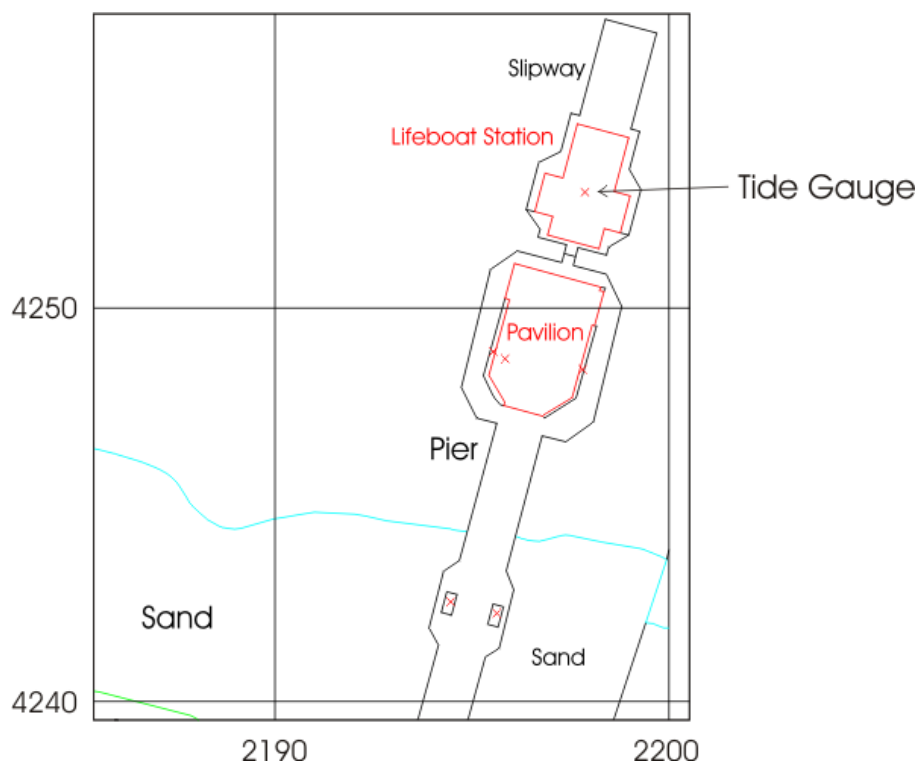 Slipway
Lifeboat Station
Tide Gauge
4250
Pavilion
Pier
Sand
Sand
4240
2190
2200